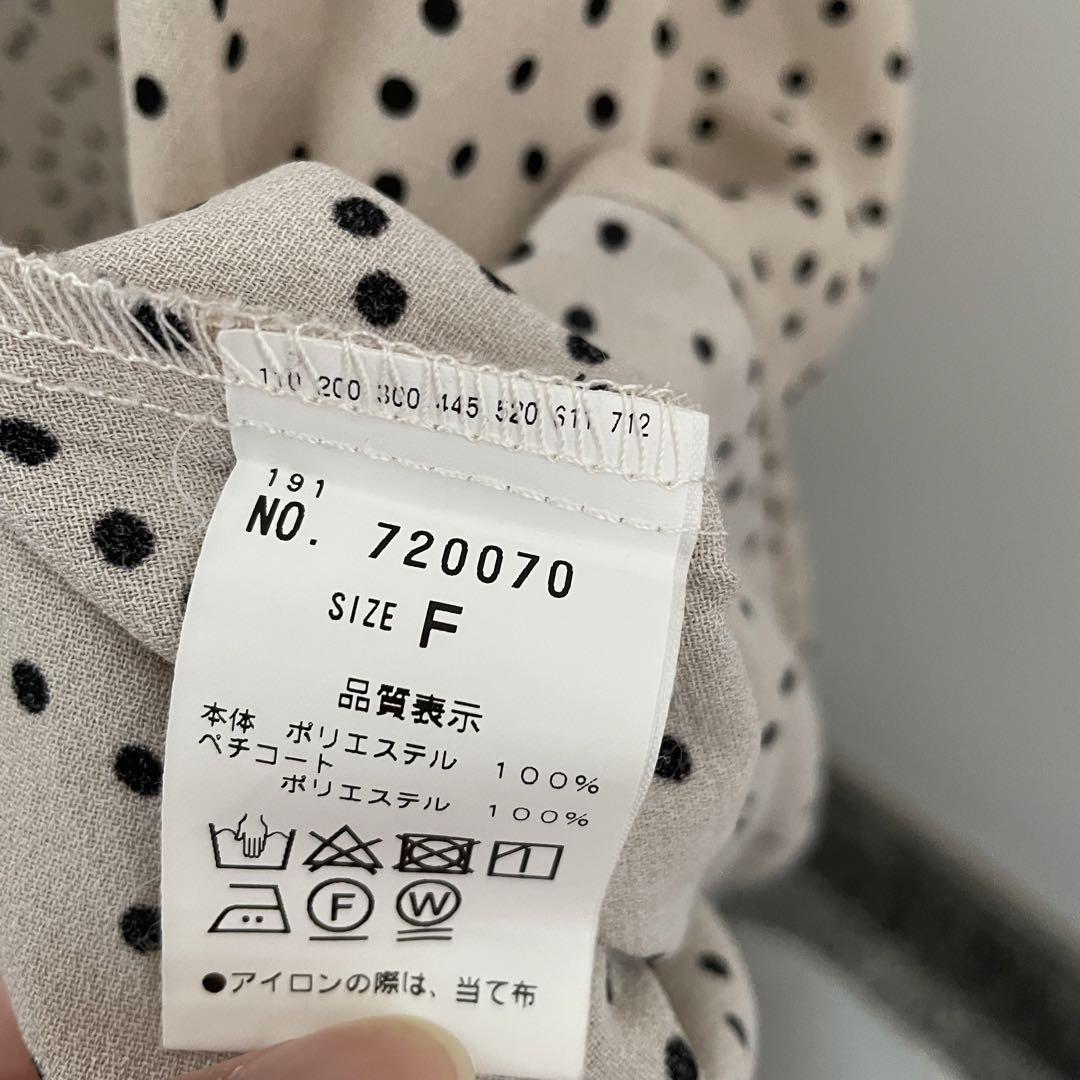 110 200 300 445 520 611 712
191
NO. 720070
SIZE F
品質表示
本体 ポリエステル 100%
ペチコート
ポリエステル 100%
F W
●アイロンの際は、当て布